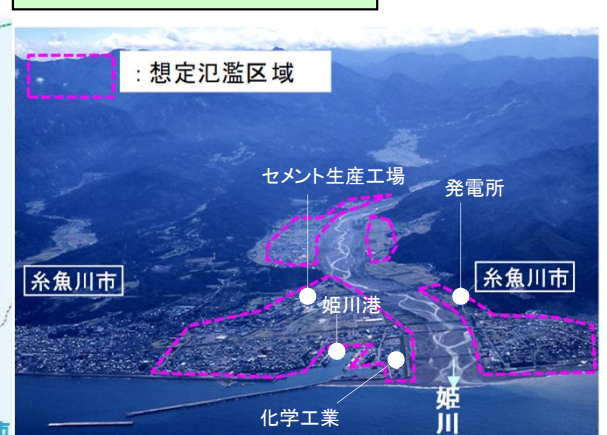 ：想定氾濫区域
セメント生産工場
発電所
糸魚川市
糸魚川市
姫川港
化学工業
姫川
市